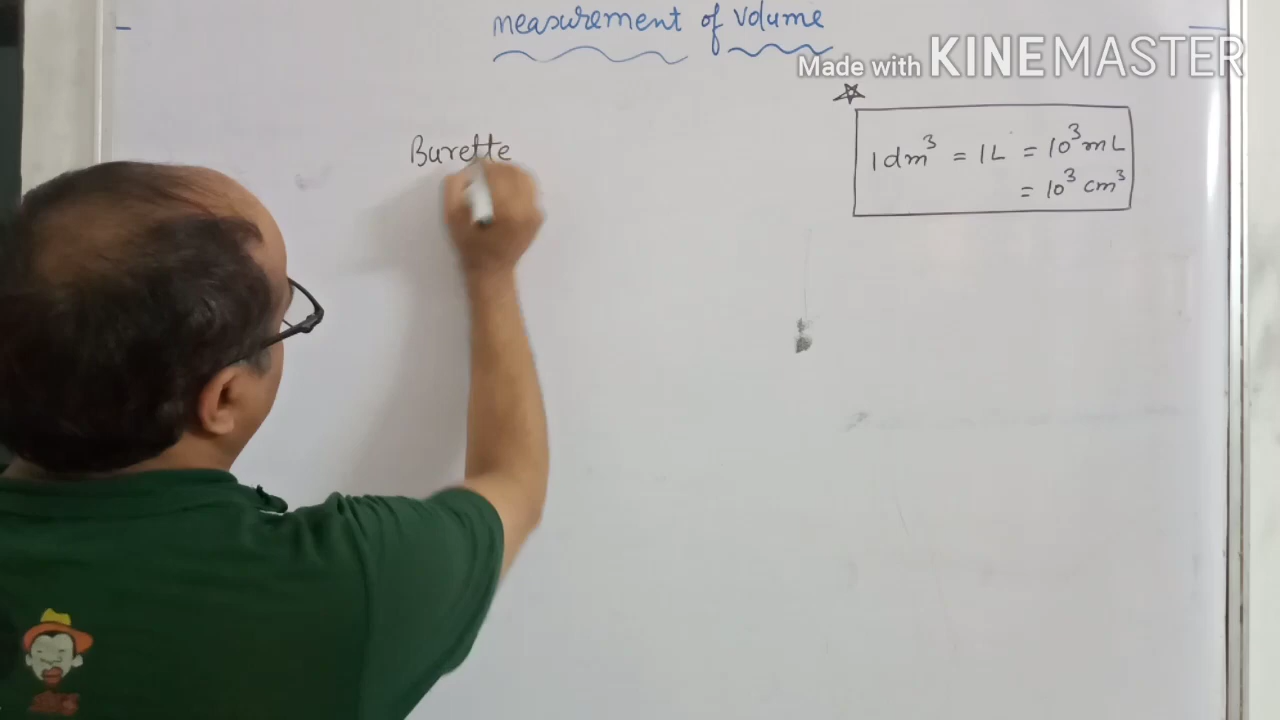 measurement of volume
Made with KINEMASTER
Burette
1 dm³ = 1L = 10³ mL
= 10³ cm³